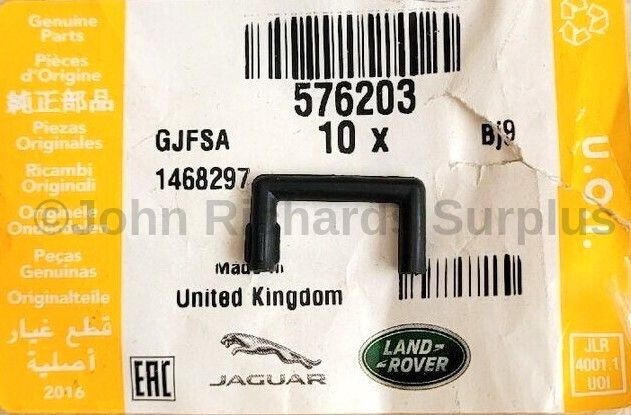 Genuine
Parts
Pièces
d'Origine
純正部品
Piezas
Originales
Ricambi
Originali
Originele
Onderdelen
Peças
Genuinas
Originalteile
قطع غيار
أصلية
2016
576203
GJFSA
10 x
Bj9
1468297
©John Richards Surplus
Made in
United Kingdom
EAC
JAGUAR
LAND-
-ROVER
U.O.
JLR
4001.1
UOI